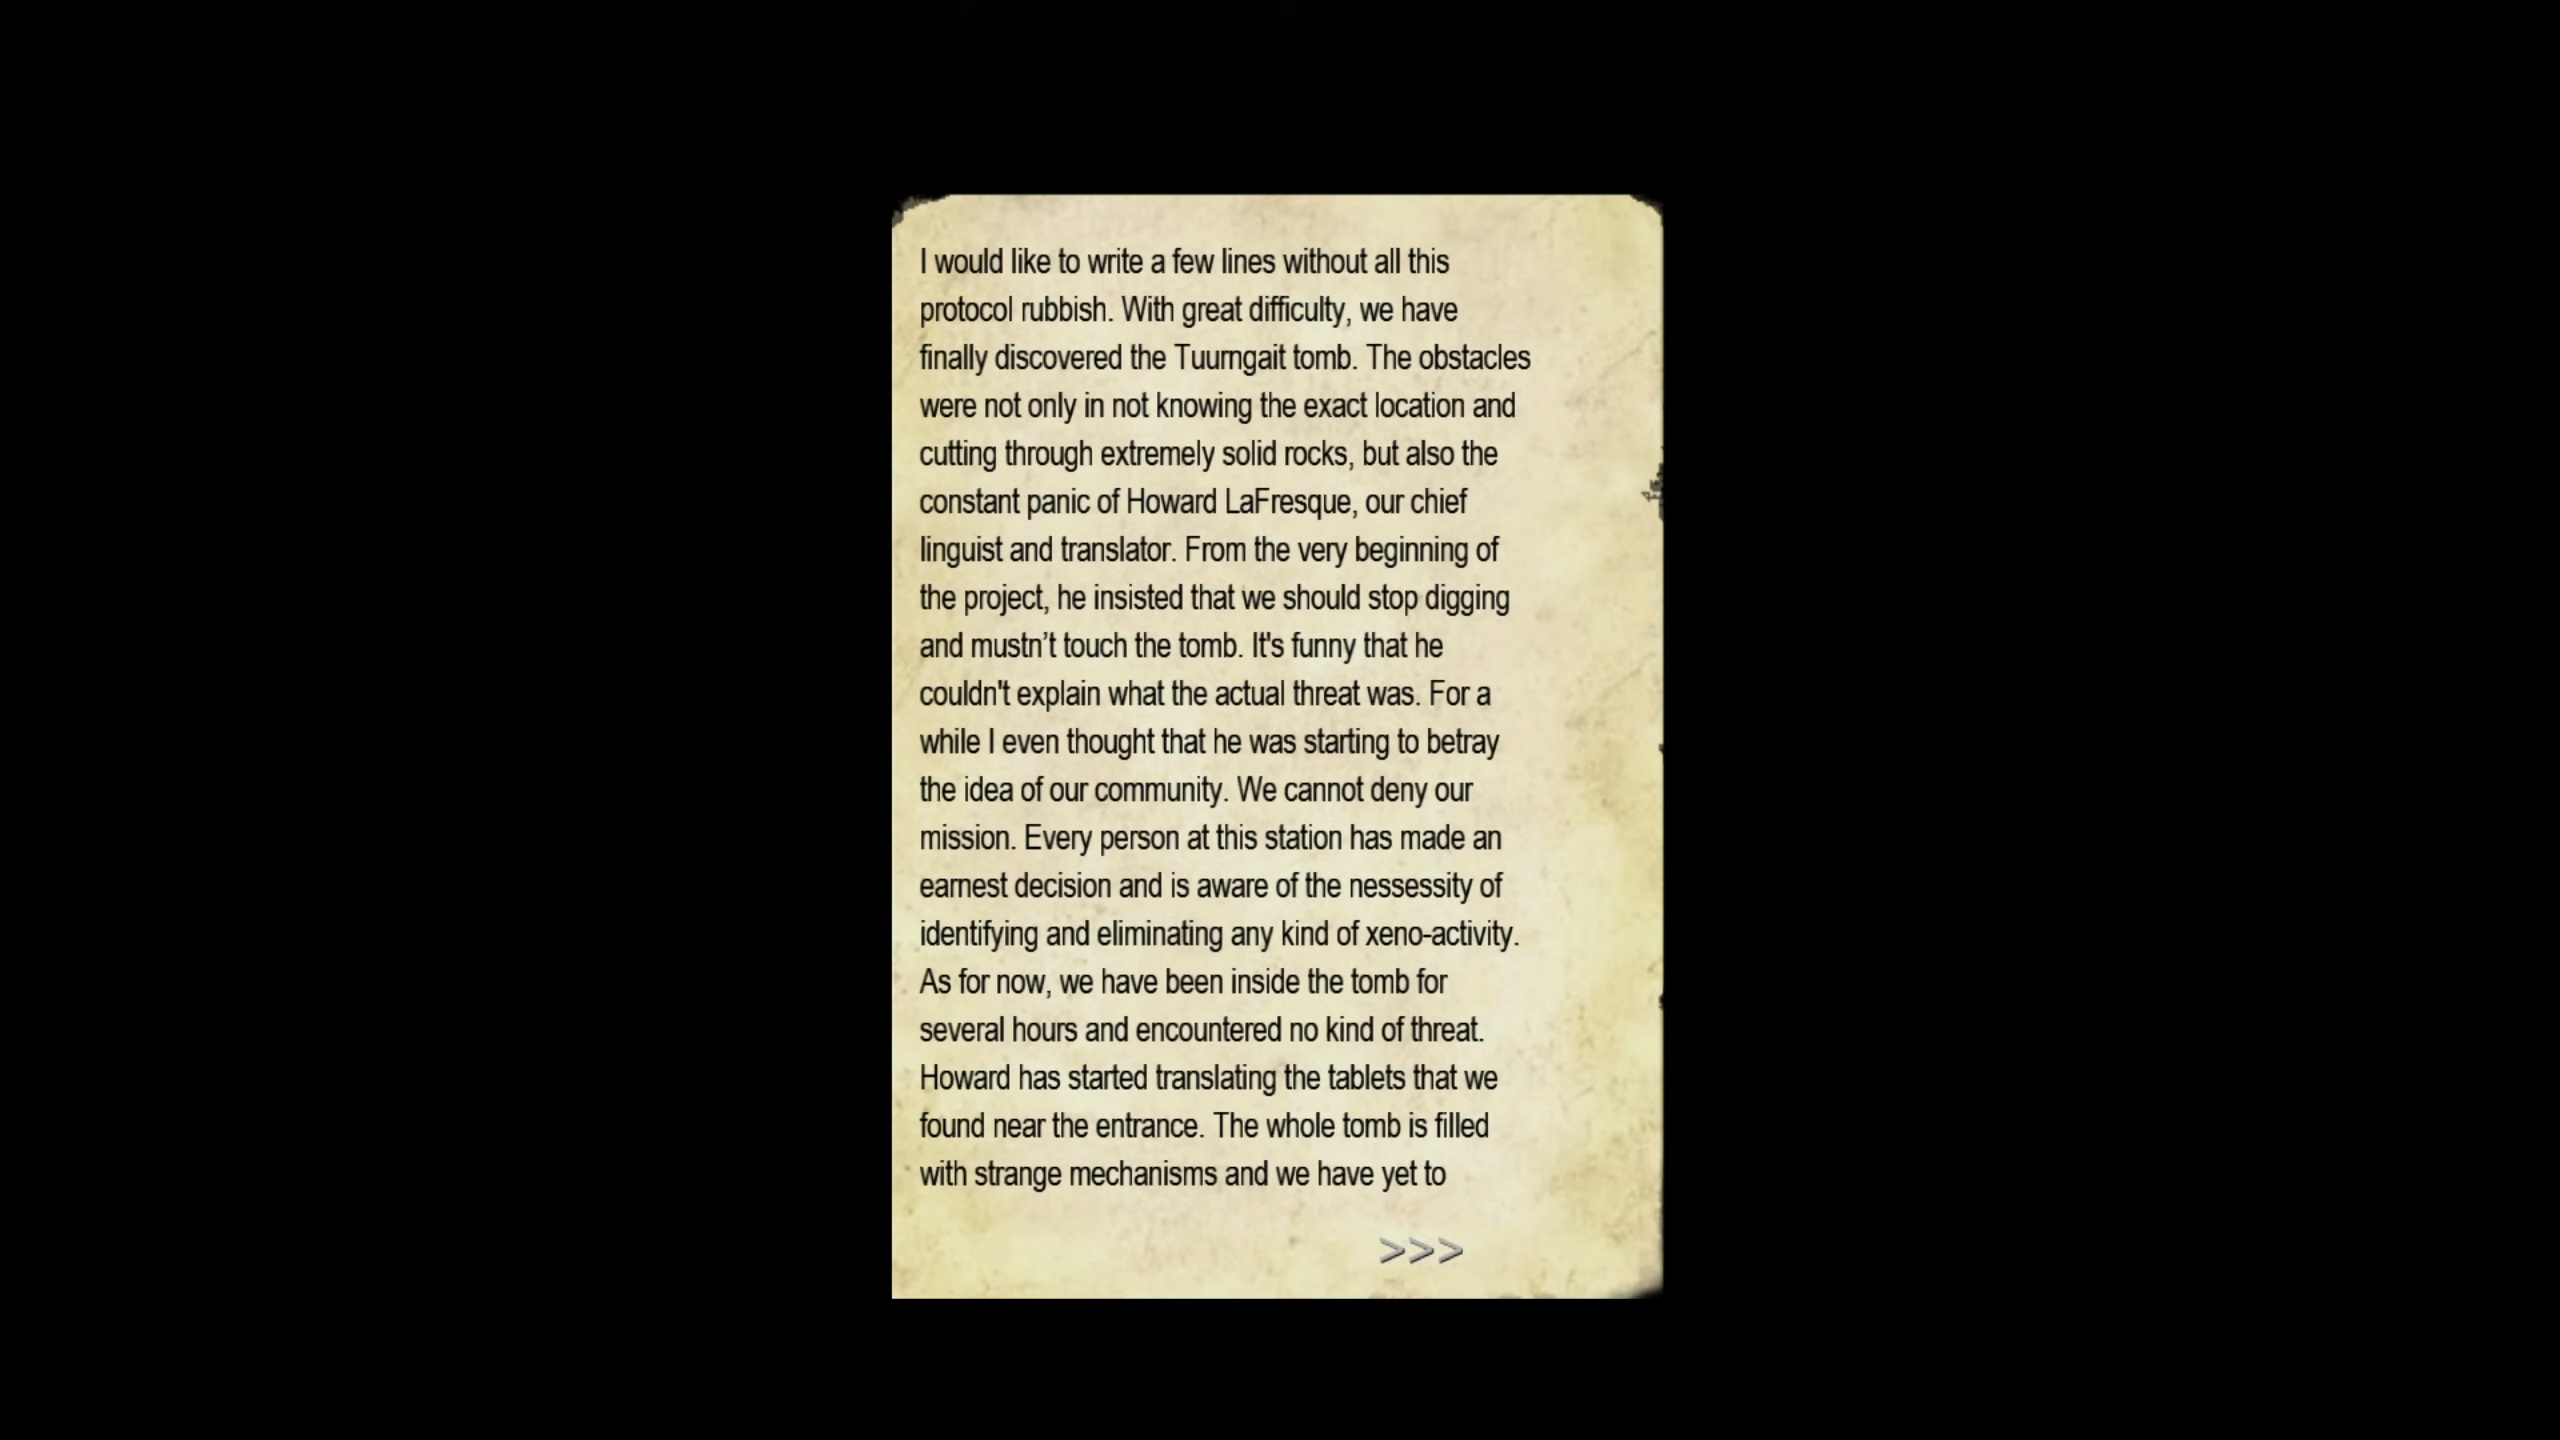 I would like to write a few lines without all this
protocol rubbish. With great difficulty, we have
finally discovered the Tuurngait tomb. The obstacles
were not only in not knowing the exact location and
cutting through extremely solid rocks, but also the
constant panic of Howard LaFresque, our chief
linguist and translator. From the very beginning of
the project, he insisted that we should stop digging
and mustn’t touch the tomb. It's funny that he
couldn't explain what the actual threat was. For a
while I even thought that he was starting to betray
the idea of our community. We cannot deny our
mission. Every person at this station has made an
earnest decision and is aware of the nessessity of
identifying and eliminating any kind of xeno-activity.
As for now, we have been inside the tomb for
several hours and encountered no kind of threat.
Howard has started translating the tablets that we
found near the entrance. The whole tomb is filled
with strange mechanisms and we have yet to
>>>